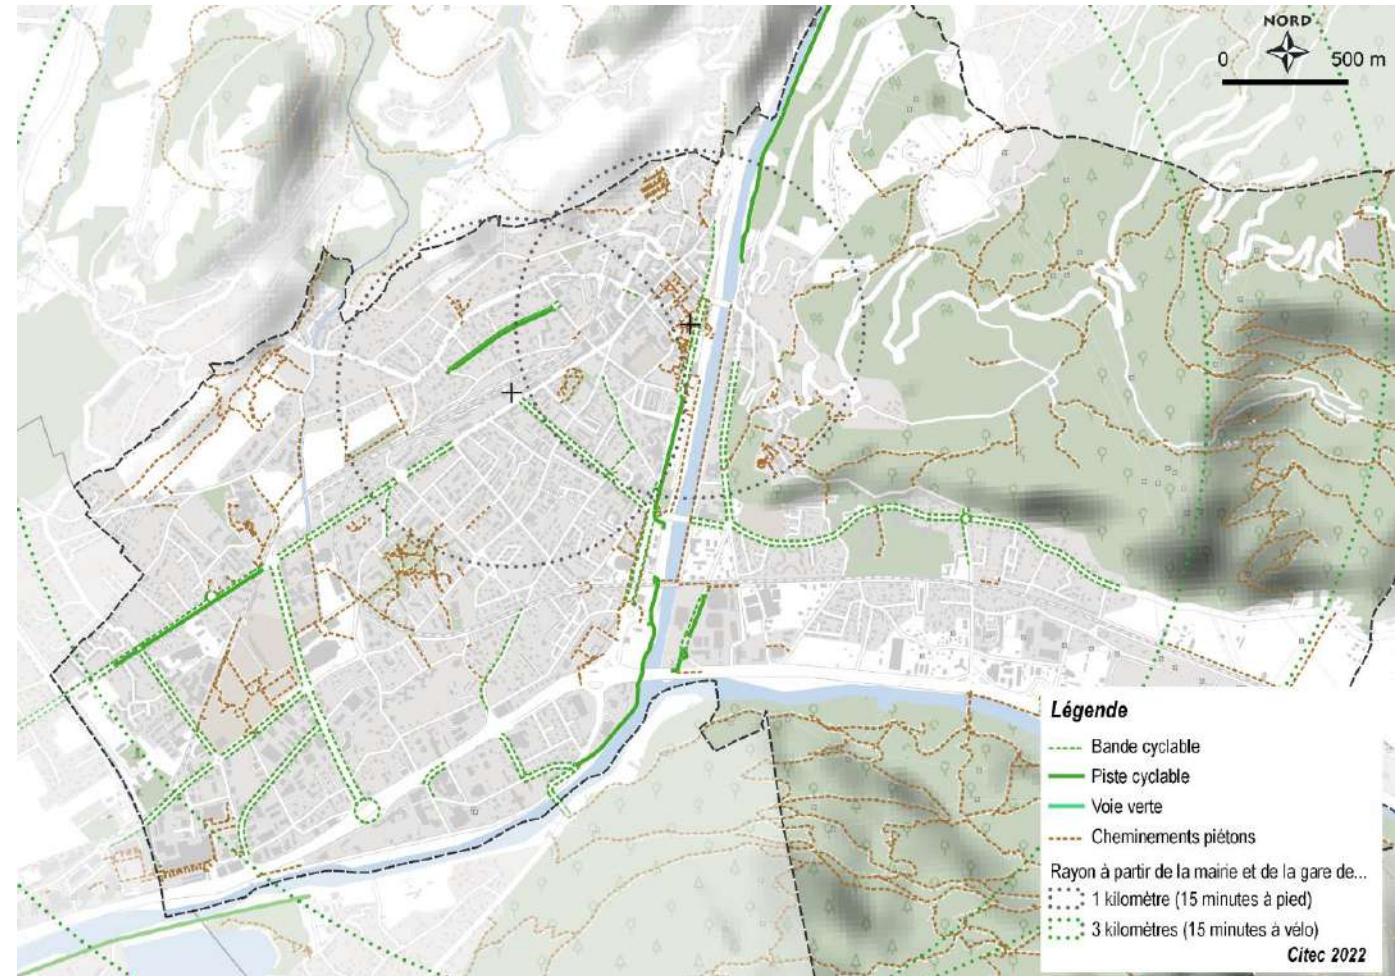 NORD
0 500 m
Légende
Bande cyclable
Piste cyclable
Voie verte
Cheminements piétons
Rayon à partir de la mairie et de la gare de...
1 kilomètre (15 minutes à pied)
3 kilomètres (15 minutes à vélo)
Citec 2022